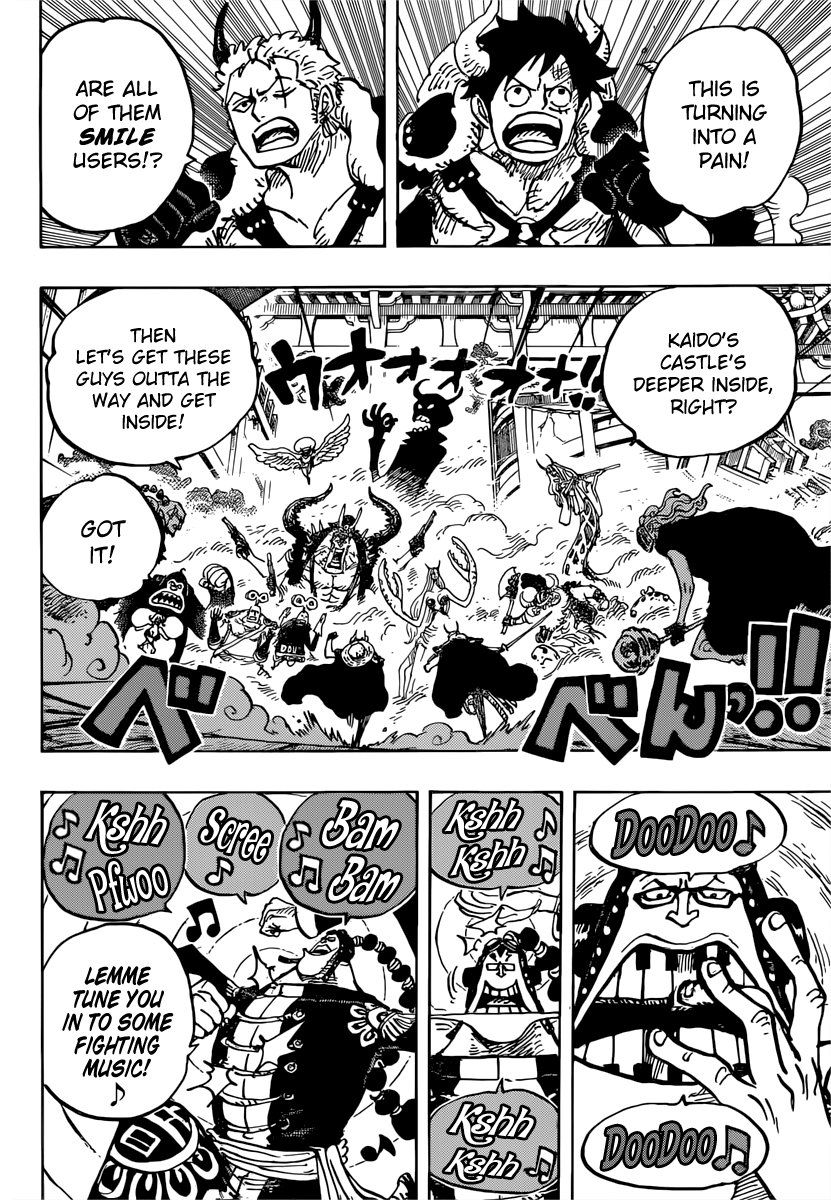 THIS IS
TURNING
INTO A
PAIN!
ARE ALL
OF THEM
SMILE
USERS!?
KAIDO'S
CASTLE'S
DEEPER INSIDE,
RIGHT?
THEN
LET'S GET THESE
GUYS OUTTA THE
WAY AND GET
INSIDE!
ウオオオオオオ!!
GOT
IT!
べべんっ!!
DooDoo♪
DooDoo♫
Kshh
Kshh
♪
♫
Kshh
Kshh
Bam
Bam
♪
♫
Scree
♪
Kshh
Pfwoo
♪
♫
♪
♫
LEMME
TUNE YOU
IN TO SOME
FIGHTING
MUSIC!
♪